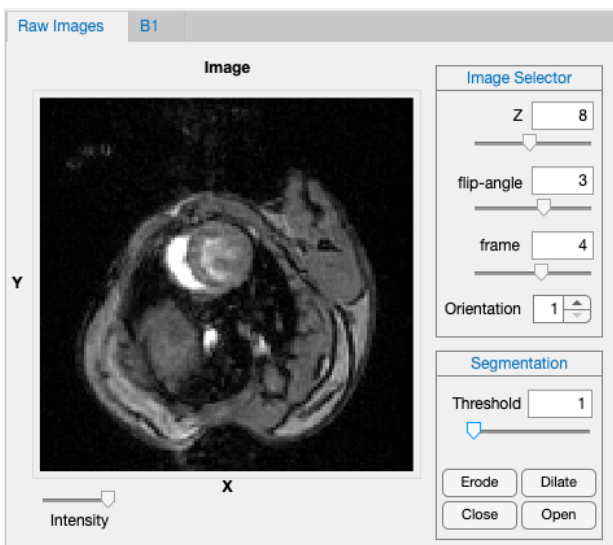 Raw Images
B1
Image
Y
X
Intensity
Image Selector
Z 8
flip-angle 3
frame 4
Orientation 1
Segmentation
Threshold 1
Erode Dilate
Close Open